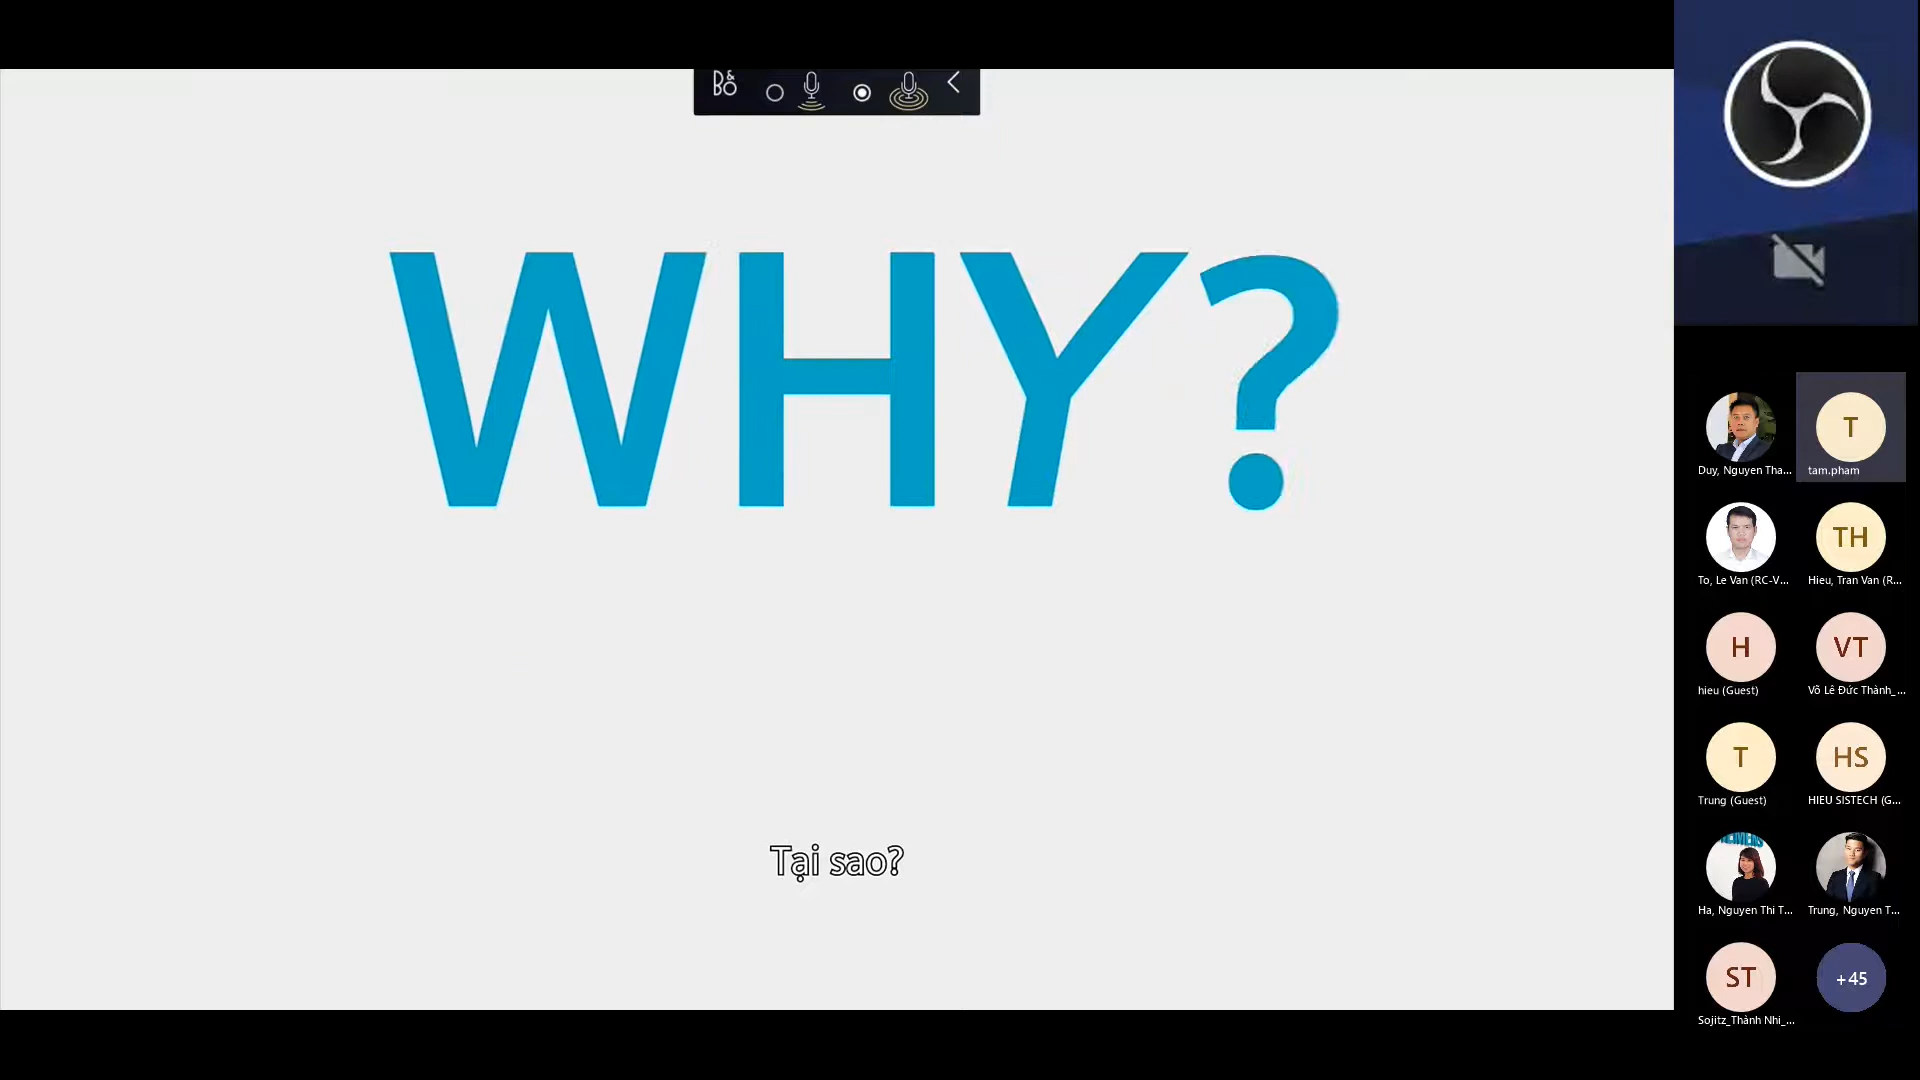 B&O
WHY?
Tại sao?
Duy, Nguyen Tha...
T
tam.pham
To, Le Van (RC-V...
TH
Hieu, Tran Van (R...
H
hieu (Guest)
VT
Võ Lê Đức Thành_...
T
Trung (Guest)
HS
HIEU SISTECH (G...
Ha, Nguyen Thi T...
Trung, Nguyen T...
ST
Sojitz_Thành Nhi_...
+45